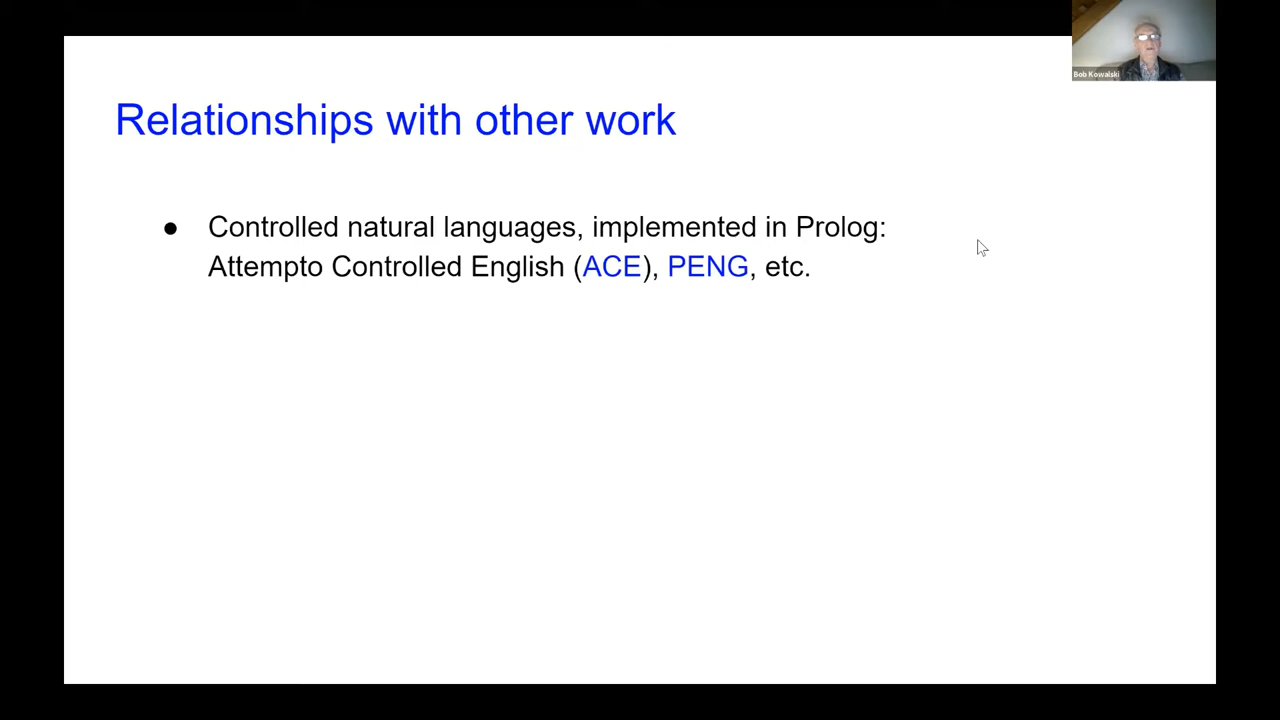 Bob Kowalski
Relationships with other work
● Controlled natural languages, implemented in Prolog:
Attempto Controlled English (ACE), PENG, etc.